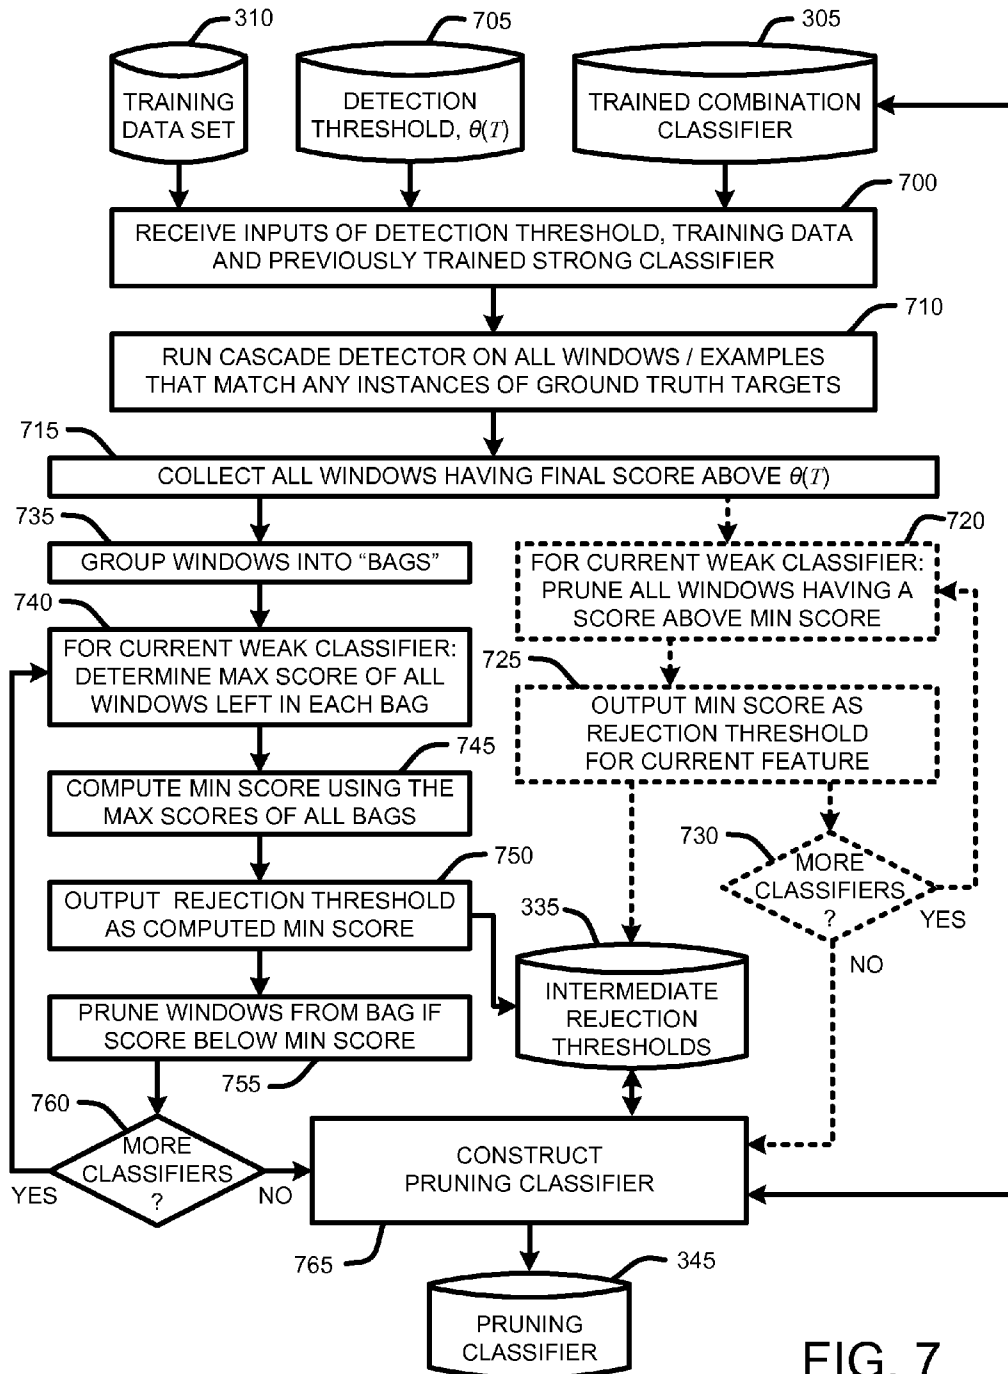 310
705
305
TRAINING
DATA SET
DETECTION
THRESHOLD, θ(T)
TRAINED COMBINATION
CLASSIFIER
700
RECEIVE INPUTS OF DETECTION THRESHOLD, TRAINING DATA
AND PREVIOUSLY TRAINED STRONG CLASSIFIER
710
RUN CASCADE DETECTOR ON ALL WINDOWS / EXAMPLES
THAT MATCH ANY INSTANCES OF GROUND TRUTH TARGETS
715
COLLECT ALL WINDOWS HAVING FINAL SCORE ABOVE θ(T)
735
GROUP WINDOWS INTO “BAGS”
740
FOR CURRENT WEAK CLASSIFIER:
DETERMINE MAX SCORE OF ALL
WINDOWS LEFT IN EACH BAG
745
COMPUTE MIN SCORE USING THE
MAX SCORES OF ALL BAGS
750
OUTPUT REJECTION THRESHOLD
AS COMPUTED MIN SCORE
PRUNE WINDOWS FROM BAG IF
SCORE BELOW MIN SCORE
755
760
MORE
CLASSIFIERS
?
YES
NO
720
FOR CURRENT WEAK CLASSIFIER:
PRUNE ALL WINDOWS HAVING A
SCORE ABOVE MIN SCORE
725
OUTPUT MIN SCORE AS
REJECTION THRESHOLD
FOR CURRENT FEATURE
730
MORE
CLASSIFIERS
?
YES
NO
335
INTERMEDIATE
REJECTION
THRESHOLDS
CONSTRUCT
PRUNING CLASSIFIER
765
345
PRUNING
CLASSIFIER
FIG. 7